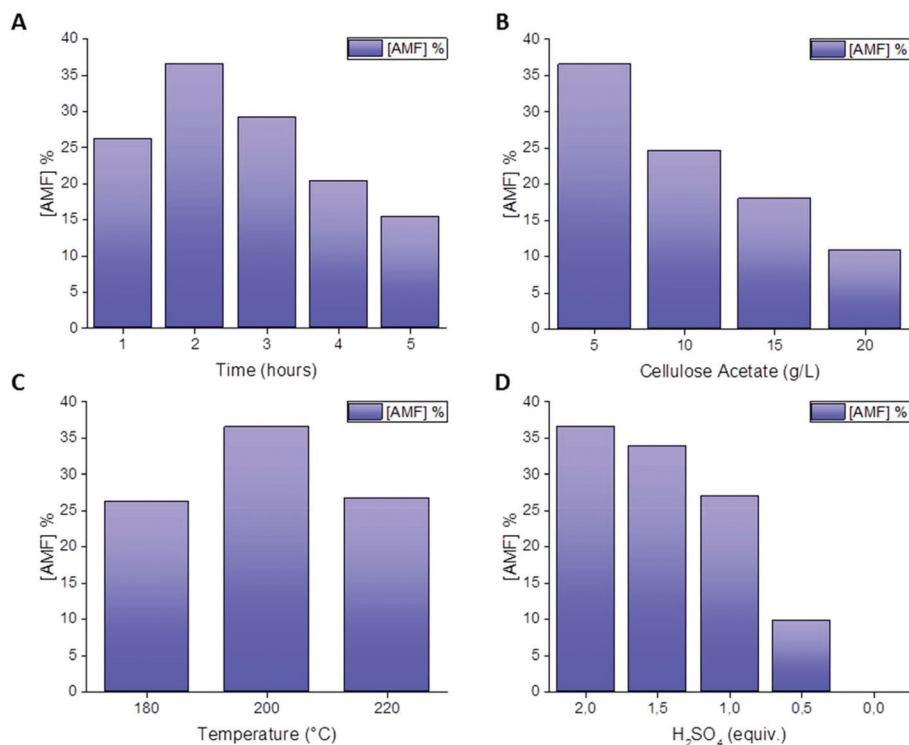 A
[AMF] %
40
35
30
25
20
15
10
5
0
[AMF] %
1 2 3 4 5
Time (hours)
B
[AMF] %
40
35
30
25
20
15
10
5
0
[AMF] %
5 10 15 20
Cellulose Acetate (g/L)
C
[AMF] %
40
35
30
25
20
15
10
5
0
[AMF] %
180 200 220
Temperature (°C)
D
[AMF] %
40
35
30
25
20
15
10
5
0
[AMF] %
2,0 1,5 1,0 0,5 0,0
H₂SO₄ (equiv.)